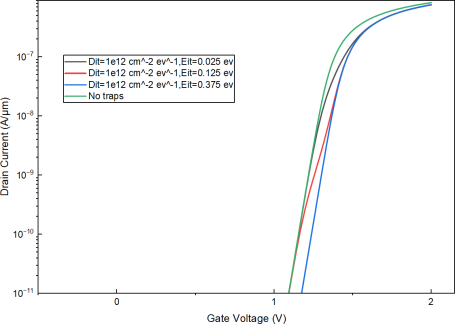 10⁻⁷
10⁻⁸
10⁻⁹
10⁻¹⁰
10⁻¹¹
Drain Current (A/μm)
Dit=1e12 cm^-2 ev^-1,Eit=0.025 ev
Dit=1e12 cm^-2 ev^-1,Eit=0.125 ev
Dit=1e12 cm^-2 ev^-1,Eit=0.375 ev
No traps
0
1
2
Gate Voltage (V)